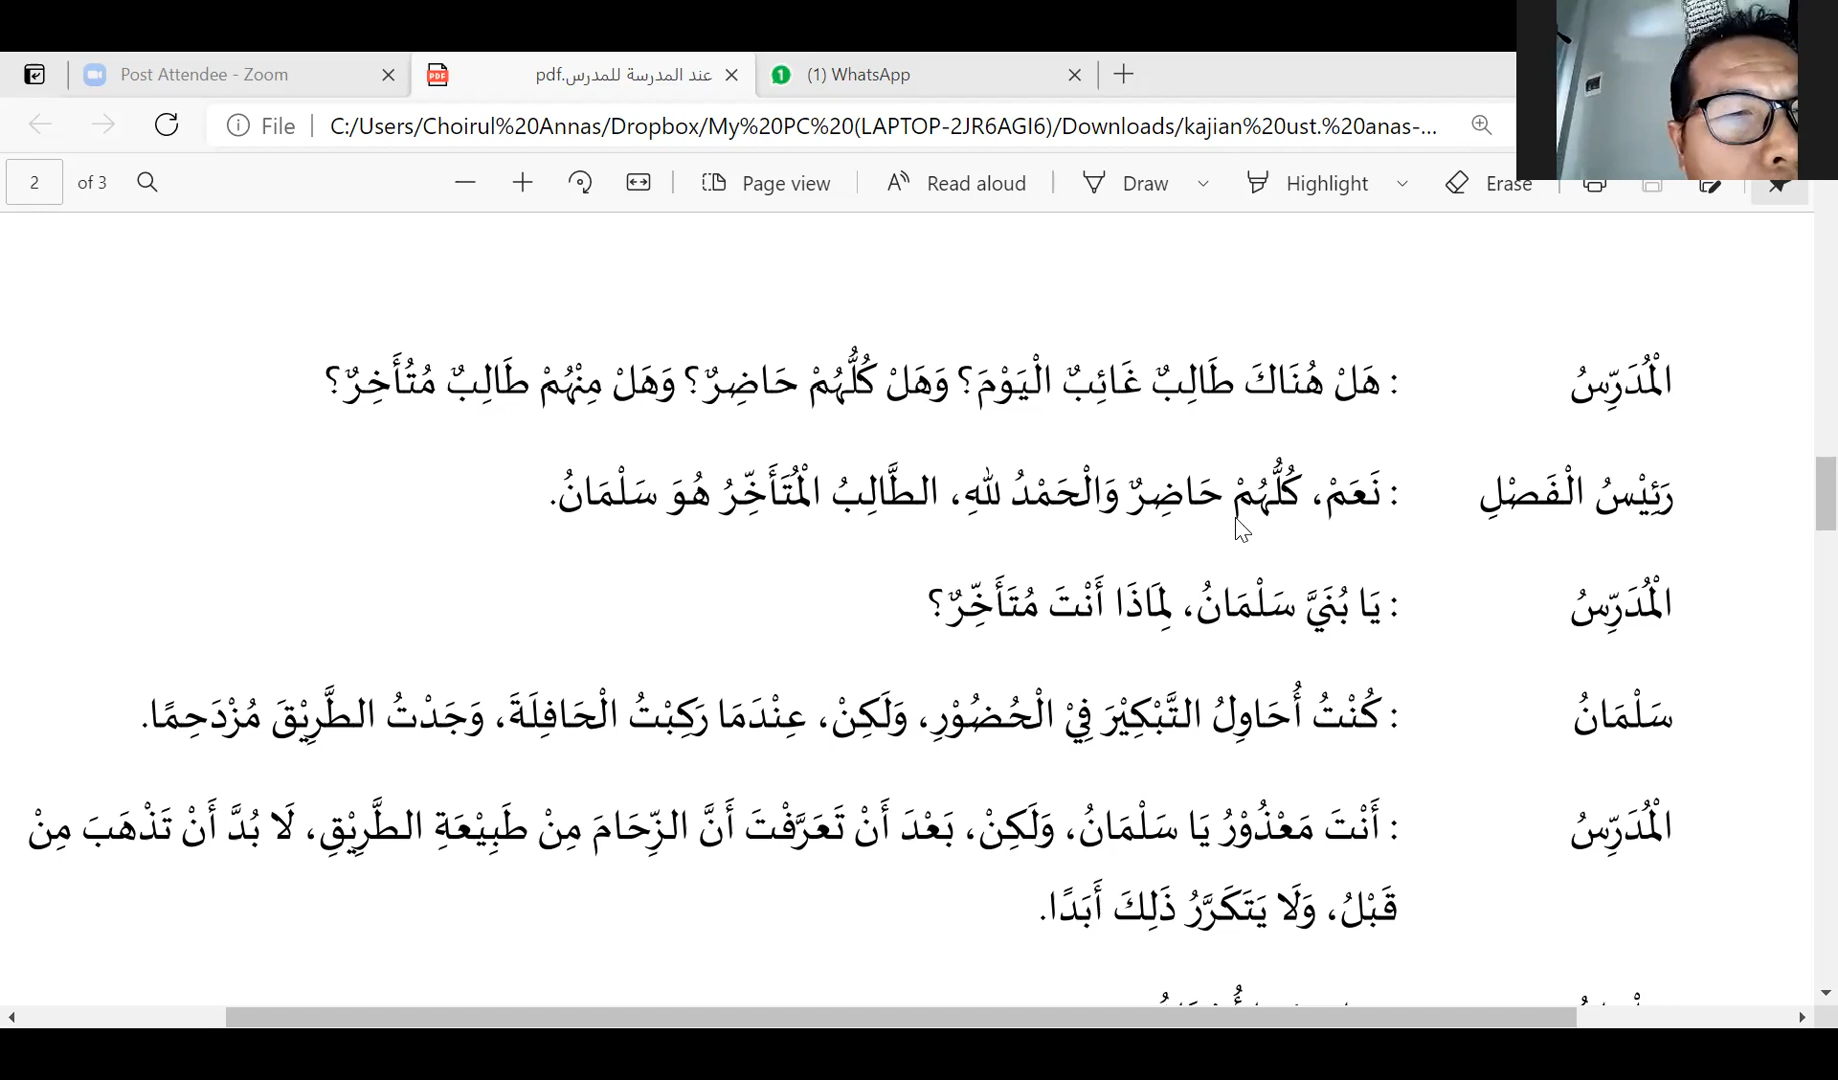 Post Attendee - Zoom
عند المدرسة للمدرس.pdf
(1) WhatsApp
File
C:/Users/Choirul%20Annas/Dropbox/My%20PC%20(LAPTOP-2JR6AGI6)/Downloads/kajian%20ust.%20anas-...
2 of 3
Page view
Read aloud
Draw
Highlight
Erase
الْمُدَرِّسُ : هَلْ هُنَاكَ طَالِبٌ غَائِبٌ الْيَوْمَ؟ وَهَلْ كُلُّهُمْ حَاضِرٌ؟ وَهَلْ مِنْهُمْ طَالِبٌ مُتُأَخِرٌ؟
رَئِيْسُ الْفَصْلِ : نَعَمْ، كُلُّهُمْ حَاضِرٌ وَالْحَمْدُ للهِ، الطَّالِبُ الْمُتَأَخِّرُ هُوَ سَلْمَانُ.
الْمُدَرِّسُ : يَا بُنَيَّ سَلْمَانُ، لِمَاذَا أَنْتَ مُتَأَخِّرٌ؟
سَلْمَانُ : كُنْتُ أُحَاوِلُ التَّبْكِيْرَ فِيْ الْحُضُوْرِ، وَلَكِنْ، عِنْدَمَا رَكِبْتُ الْحَافِلَةَ، وَجَدْتُ الطَّرِيْقَ مُزْدَحِمًا.
الْمُدَرِّسُ : أَنْتَ مَعْذُوْرُ يَا سَلْمَانُ، وَلَكِنْ، بَعْدَ أَنْ تَعَرَّفْتَ أَنَّ الزِّحَامَ مِنْ طَبِيْعَةِ الطَّرِيْقِ، لَا بُدَّ أَنْ تَذْهَبَ مِنْ
قَبْلُ، وَلَا يَتَكَرَّرُ ذَلِكَ أَبَدًا.